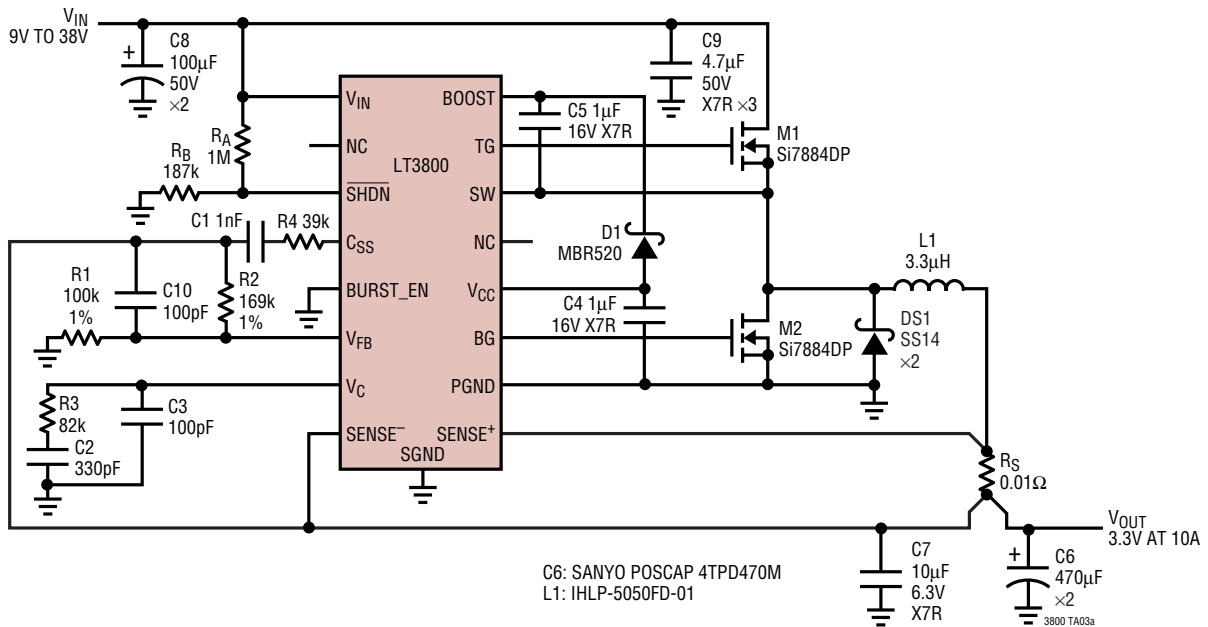 VIN
9V TO 38V
C8
100µF
50V
×2
+
C9
4.7µF
50V
X7R ×3
RA
1M
RB
187k
VIN
NC
SHDN
CSS
BURST_EN
VFB
VC
SENSE–
SGND
LT3800
BOOST
TG
SW
NC
VCC
BG
PGND
SENSE+
C5 1µF
16V X7R
M1
Si7884DP
C1 1nF
R4 39k
D1
MBR520
L1
3.3µH
R1
100k
1%
C10
100pF
R2
169k
1%
C4 1µF
16V X7R
M2
Si7884DP
DS1
SS14
×2
R3
82k
C2
330pF
C3
100pF
RS
0.01Ω
VOUT
3.3V AT 10A
C7
10µF
6.3V
X7R
+
C6
470µF
×2
C6: SANYO POSCAP 4TPD470M
L1: IHLP-5050FD-01
3800 TA03a